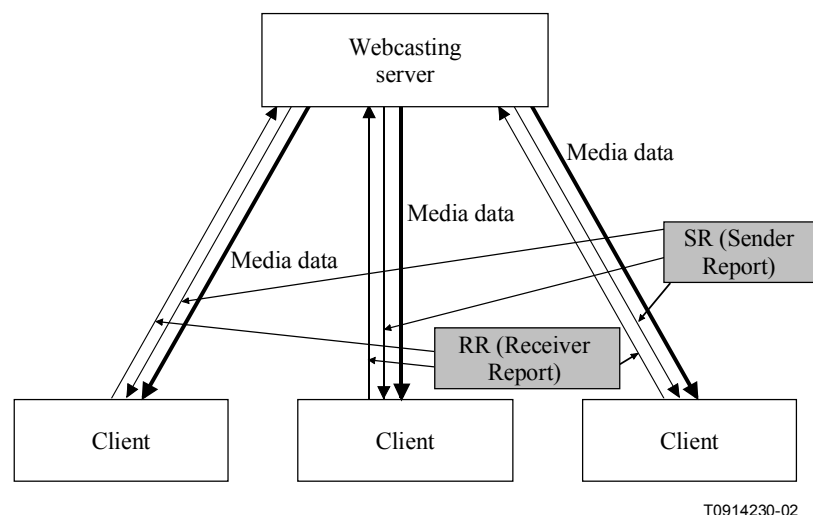 Webcasting
server
Media data
Media data
Media data
SR (Sender
Report)
RR (Receiver
Report)
Client
Client
Client
T0914230-02